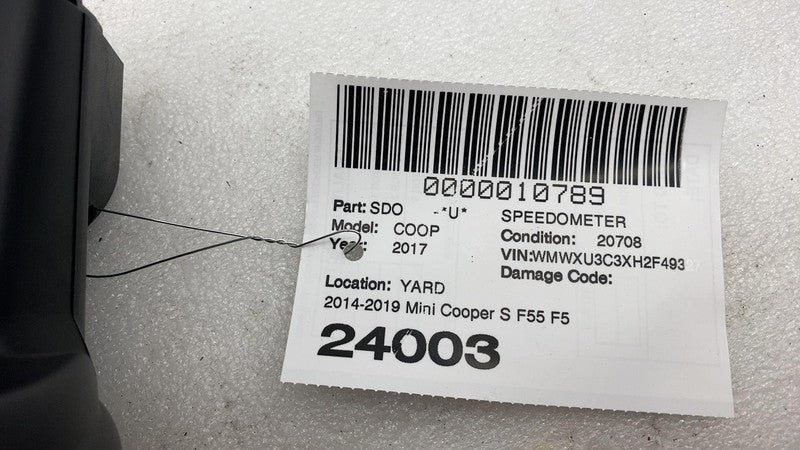 0000010789
Part: SDO -*U* SPEEDOMETER
Model: COOP Condition: 20708
Year: 2017 VIN:WMWXU3C3XH2F49327
Damage Code:
Location: YARD
2014-2019 Mini Cooper S F55 F5
24003